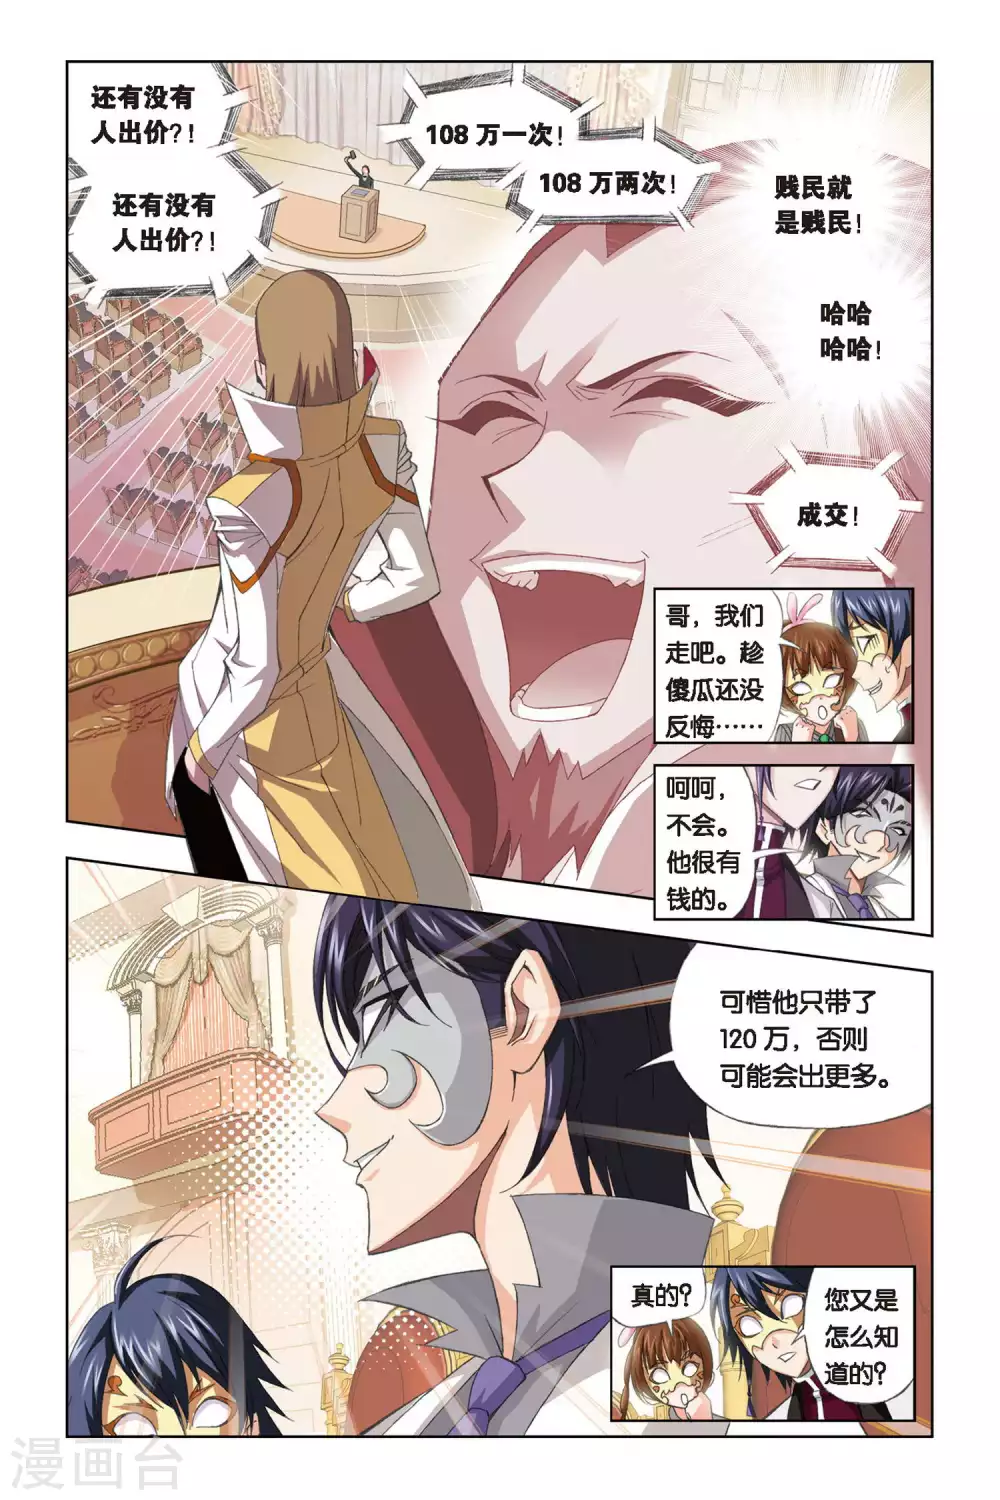 还有没有
人出价?!
还有没有
人出价?!
108万一次!
108万两次!
贱民就
是贱民!
哈哈
哈哈!
成交!
哥，我们
走吧。趁
傻瓜还没
反悔……
呵呵，
不会。
他很有
钱的。
可惜他只带了
120万，否则
可能会出更多。
真的?
您又是
怎么知
道的?
漫画台